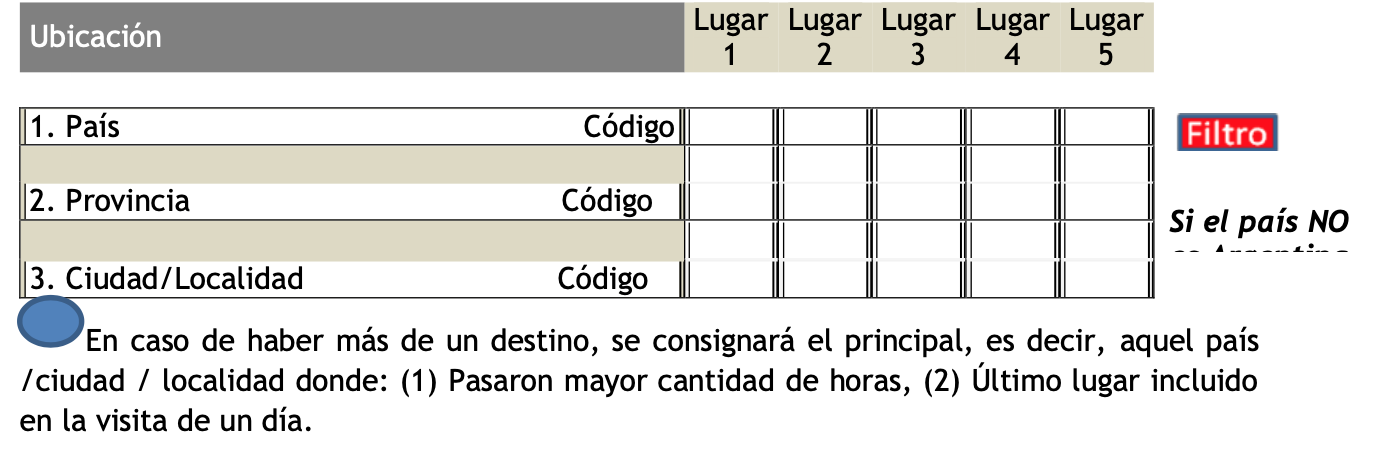 Ubicación
Lugar 1
Lugar 2
Lugar 3
Lugar 4
Lugar 5
1. País Código
Filtro
2. Provincia Código
Si el país NO
3. Ciudad/Localidad Código
En caso de haber más de un destino, se consignará el principal, es decir, aquel país
/ciudad / localidad donde: (1) Pasaron mayor cantidad de horas, (2) Último lugar incluido
en la visita de un día.